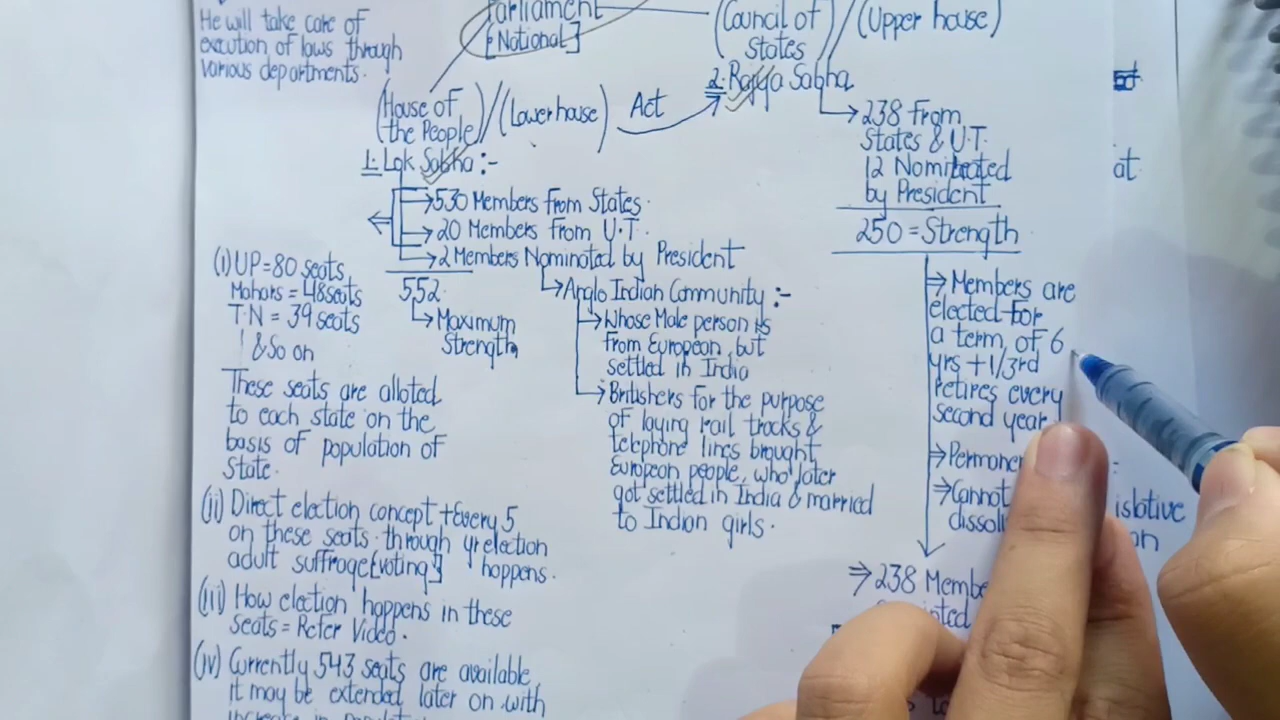 He will take care of
execution of laws through
various departments.
Parliament
[National]
(Council of
States
/ (Upper house)
2. Rajya Sabha
(House of
the People) / (Lower house)
Act
238 From
States & U.T.
12 Nominated
by President
250 = Strength
1. Lok Sabha :-
530 Members From States.
20 Members From U.T.
2 Members Nominated by President
552
Maximum
Strength
Anglo Indian Community :-
Whose Male person is
from European, but
settled in India
Britishers for the purpose
of laying rail tracks &
telephone lines brought
European people, who later
got settled in India & married
to Indian girls.
(i) UP = 80 seats
Mahars = 48 seats
T.N = 39 seats
& So on
These seats are alloted
to each state on the
basis of population of
State.
(ii) Direct election concept + Every 5
on these seats through yr election
adult suffrage [voting] happens.
(iii) How election happens in these
seats = Refer Video.
(iv) Currently 543 seats are available,
it may be extended later on with
Members are
elected for
a term of 6
yrs + 1/3rd
retires every
second year
Cannot
238
at